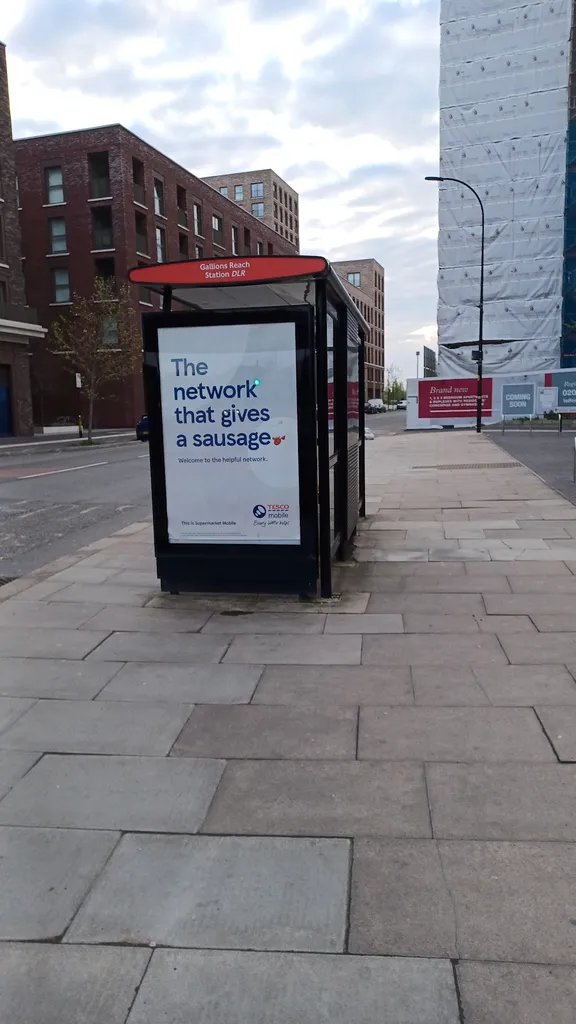 Gallions Reach
Station DLR
The
network
that gives
a sausage
Welcome to the helpful network.
This is Supermarket Mobile
TESCO
mobile
Every little helps
Brand new
COMING
SOON
020